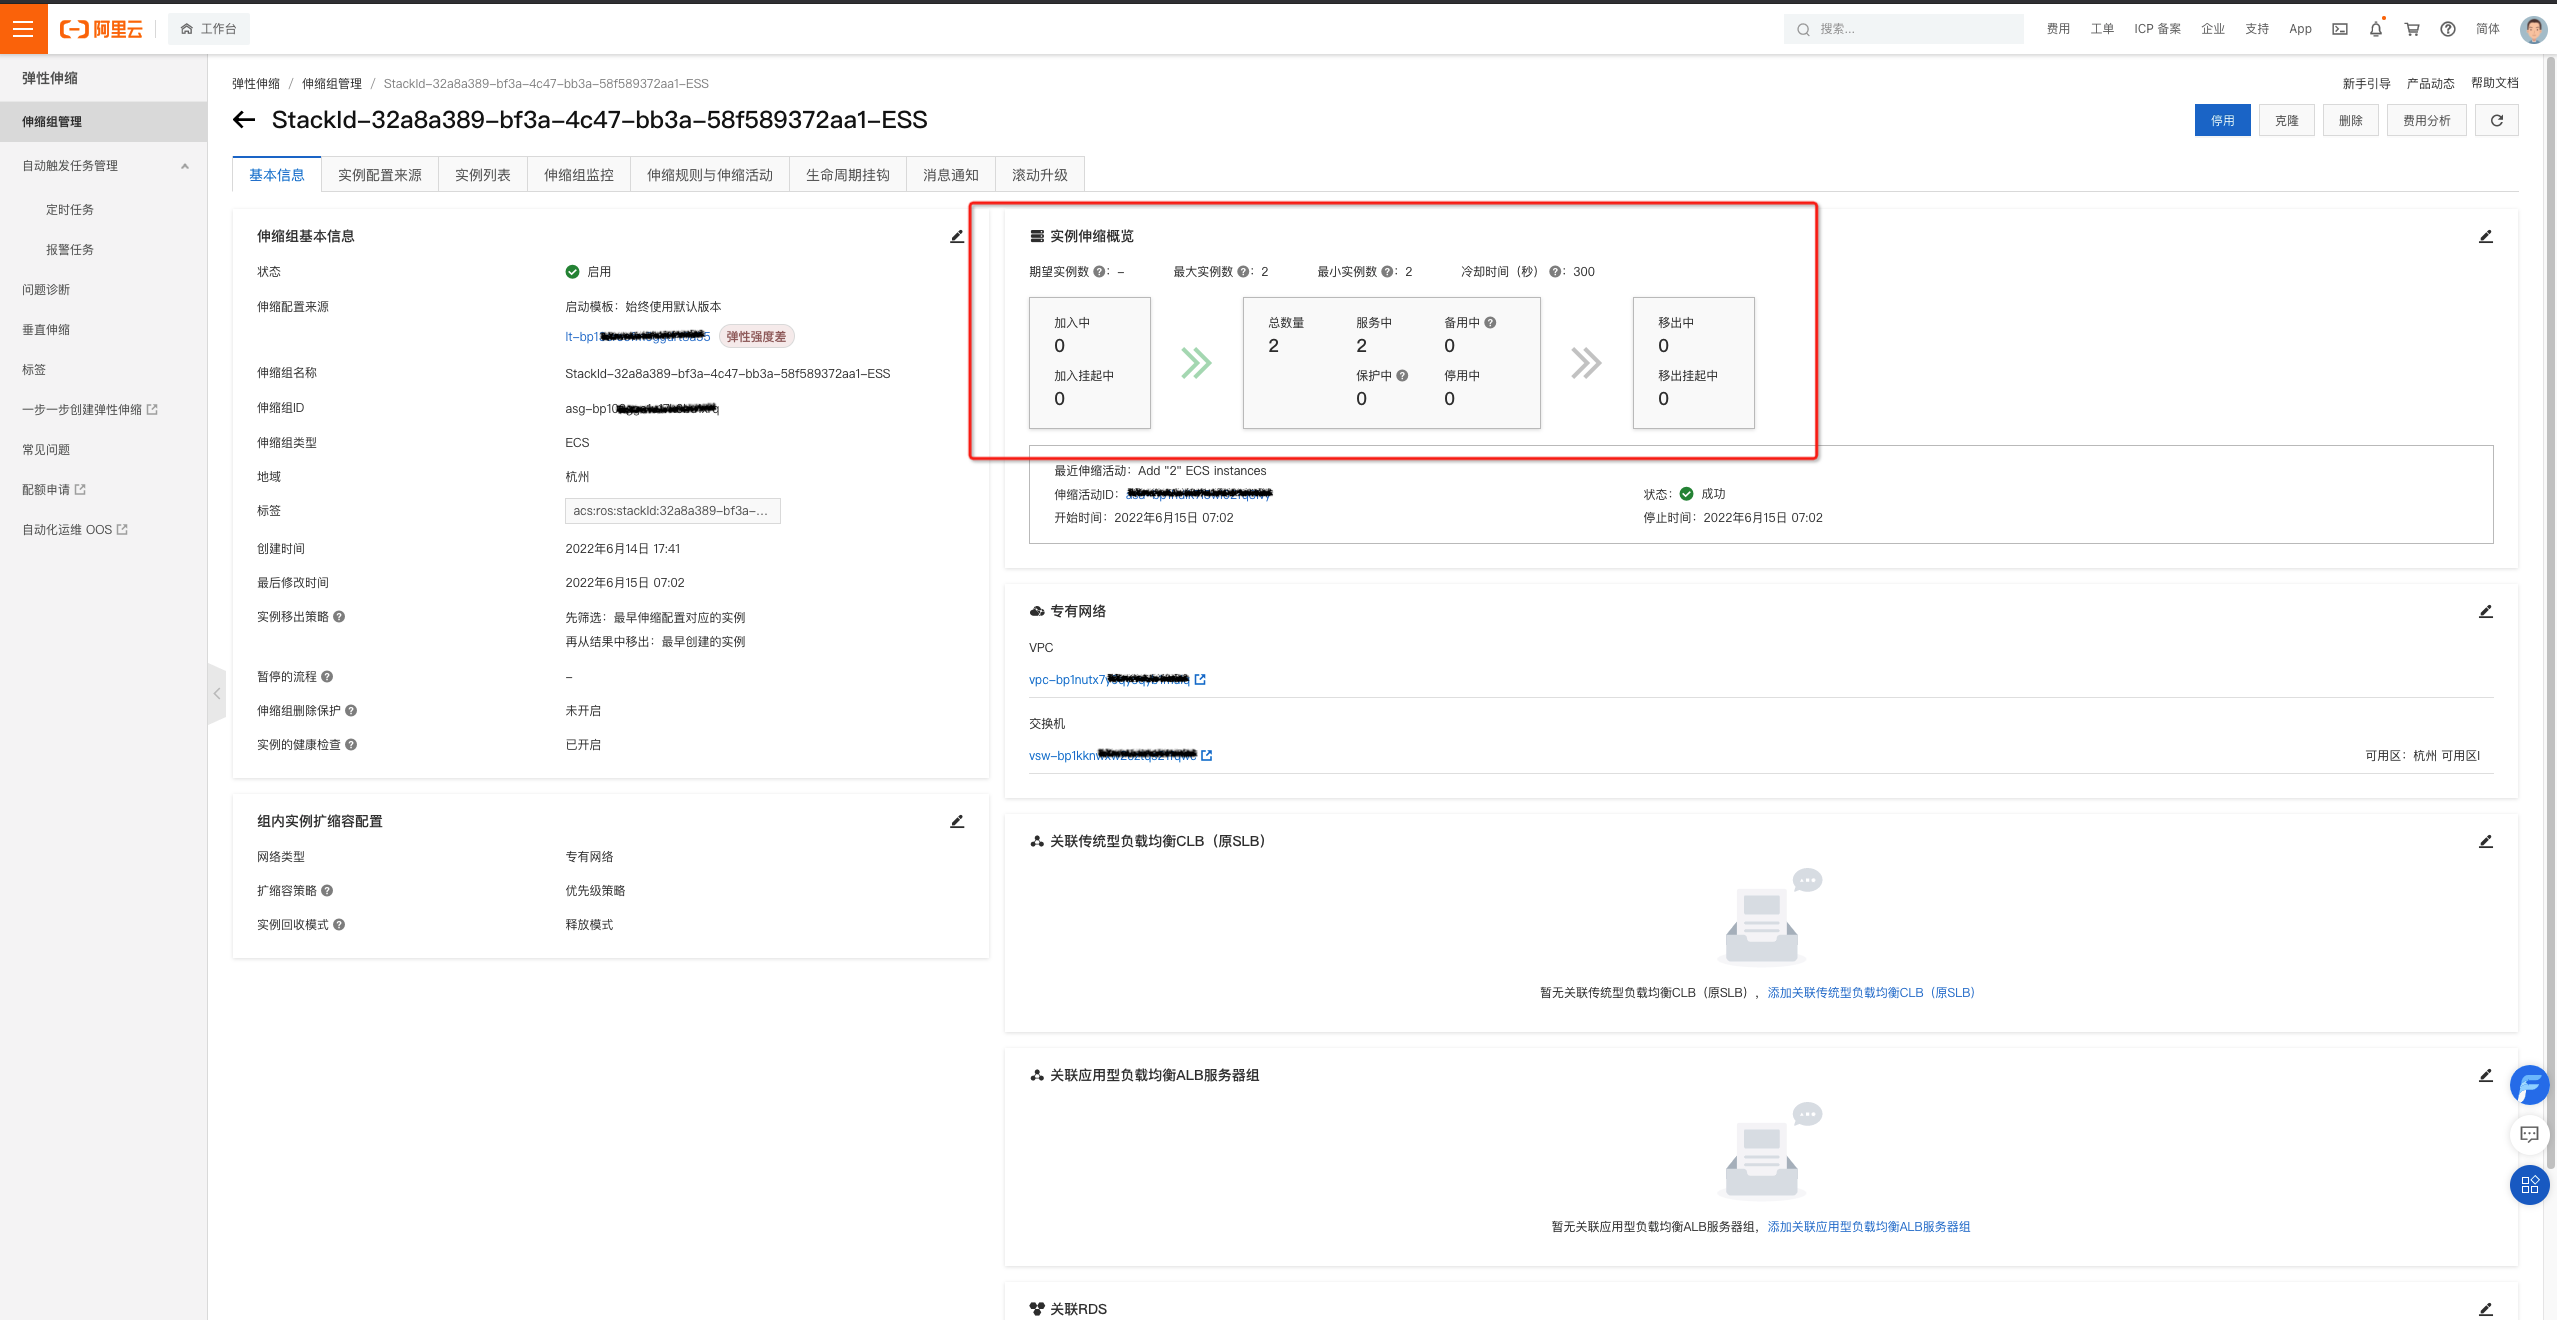 阿里云
工作台
搜索...
费用 工单 ICP 备案 企业 支持 App 简体
弹性伸缩
伸缩组管理
自动触发任务管理
定时任务
报警任务
问题诊断
垂直伸缩
标签
一步一步创建弹性伸缩
常见问题
配额申请
自动化运维 OOS
弹性伸缩 / 伸缩组管理 / StackId-32a8a389-bf3a-4c47-bb3a-58f589372aa1-ESS
新手引导 产品动态 帮助文档
StackId-32a8a389-bf3a-4c47-bb3a-58f589372aa1-ESS
停用 克隆 删除 费用分析
基本信息 实例配置来源 实例列表 伸缩组监控 伸缩规则与伸缩活动 生命周期挂钩 消息通知 滚动升级
伸缩组基本信息
状态 启用
伸缩配置来源 启动模板：始终使用默认版本
弹性强度差
伸缩组名称 StackId-32a8a389-bf3a-4c47-bb3a-58f589372aa1-ESS
伸缩组ID
伸缩组类型 ECS
地域 杭州
标签 acs:ros:stackId:32a8a389-bf3a-...
创建时间 2022年6月14日 17:41
最后修改时间 2022年6月15日 07:02
实例移出策略 先筛选：最早伸缩配置对应的实例
再从结果中移出：最早创建的实例
暂停的流程 -
伸缩组删除保护 未开启
实例的健康检查 已开启
组内实例扩缩容配置
网络类型 专有网络
扩缩容策略 优先级策略
实例回收模式 释放模式
实例伸缩概览
期望实例数 ：- 最大实例数 ：2 最小实例数 ：2 冷却时间（秒） ：300
加入中
0
加入挂起中
0
总数量 服务中 备用中
2 2 0
保护中 停用中
0 0
移出中
0
移出挂起中
0
最近伸缩活动：Add "2" ECS instances
伸缩活动ID： 状态： 成功
开始时间：2022年6月15日 07:02 停止时间：2022年6月15日 07:02
专有网络
VPC
vpc-bp1nutx7
交换机
vsw-bp1kkn
可用区：杭州 可用区I
关联传统型负载均衡CLB（原SLB）
暂无关联传统型负载均衡CLB（原SLB），添加关联传统型负载均衡CLB（原SLB）
关联应用型负载均衡ALB服务器组
暂无关联应用型负载均衡ALB服务器组，添加关联应用型负载均衡ALB服务器组
关联RDS